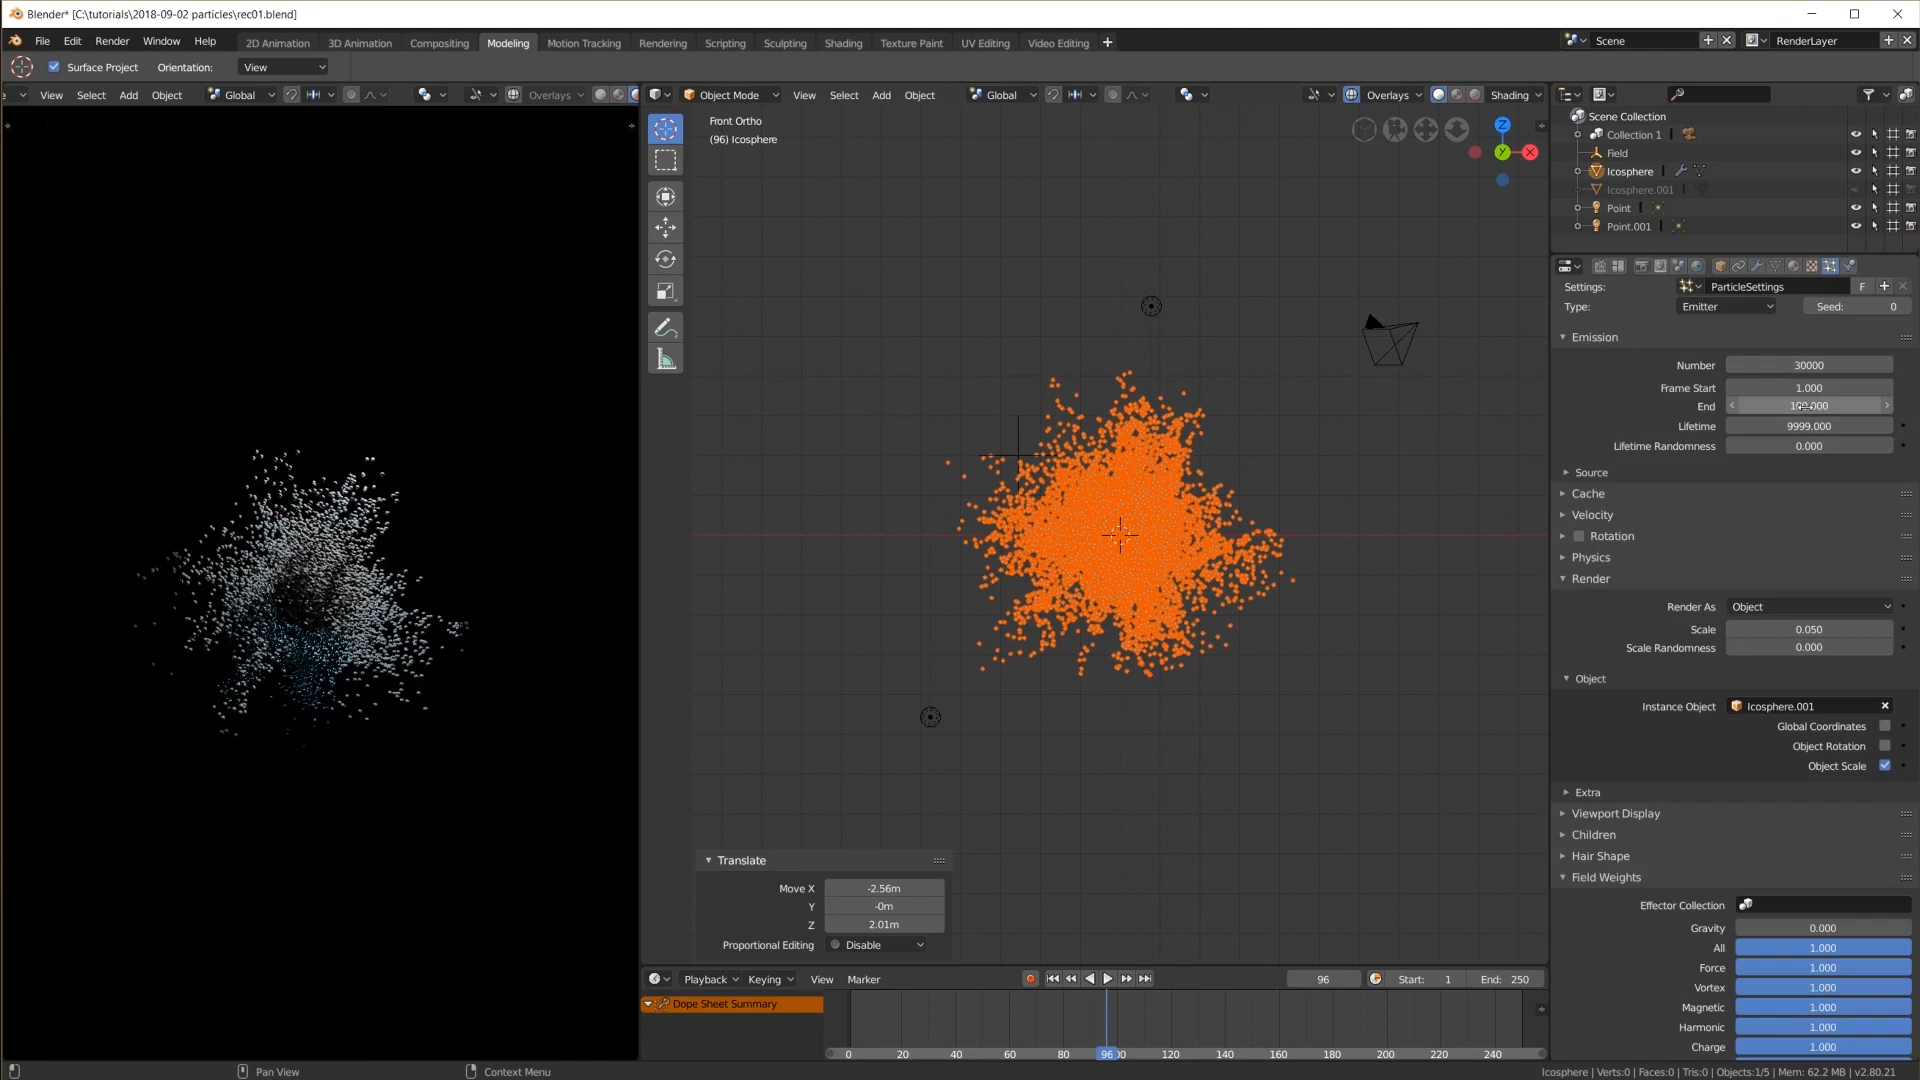 Blender* [C:\tutorials\2018-09-02 particles\rec01.blend]
File Edit Render Window Help 2D Animation 3D Animation Compositing Modeling Motion Tracking Rendering Scripting Sculpting Shading Texture Paint UV Editing Video Editing Scene RenderLayer
Surface Project Orientation: View
View Select Add Object Global Overlays Object Mode View Select Add Object Global Overlays Shading
Front Ortho
(96) Icosphere
Z
Y
X
Scene Collection
Collection 1
Field
Icosphere
Icosphere.001
Point
Point.001
Settings: ParticleSettings F
Type: Emitter Seed: 0
Emission
Number 30000
Frame Start 1.000
End
Lifetime 9999.000
Lifetime Randomness 0.000
Source
Cache
Velocity
Rotation
Physics
Render
Render As Object
Scale 0.050
Scale Randomness 0.000
Object
Instance Object Icosphere.001
Global Coordinates
Object Rotation
Object Scale
Extra
Viewport Display
Children
Hair Shape
Field Weights
Effector Collection
Gravity 0.000
All 1.000
Force 1.000
Vortex 1.000
Magnetic 1.000
Harmonic 1.000
Charge 1.000
Translate
Move X -2.56m
Y -0m
Z 2.01m
Proportional Editing Disable
Playback Keying View Marker 96 Start: 1 End: 250
Dope Sheet Summary
0 20 40 60 80 96 120 140 160 180 200 220 240
Pan View Context Menu Icosphere | Verts:0 | Faces:0 | Tris:0 | Objects:1/5 | Mem: 62.2 MB | v2.80.21